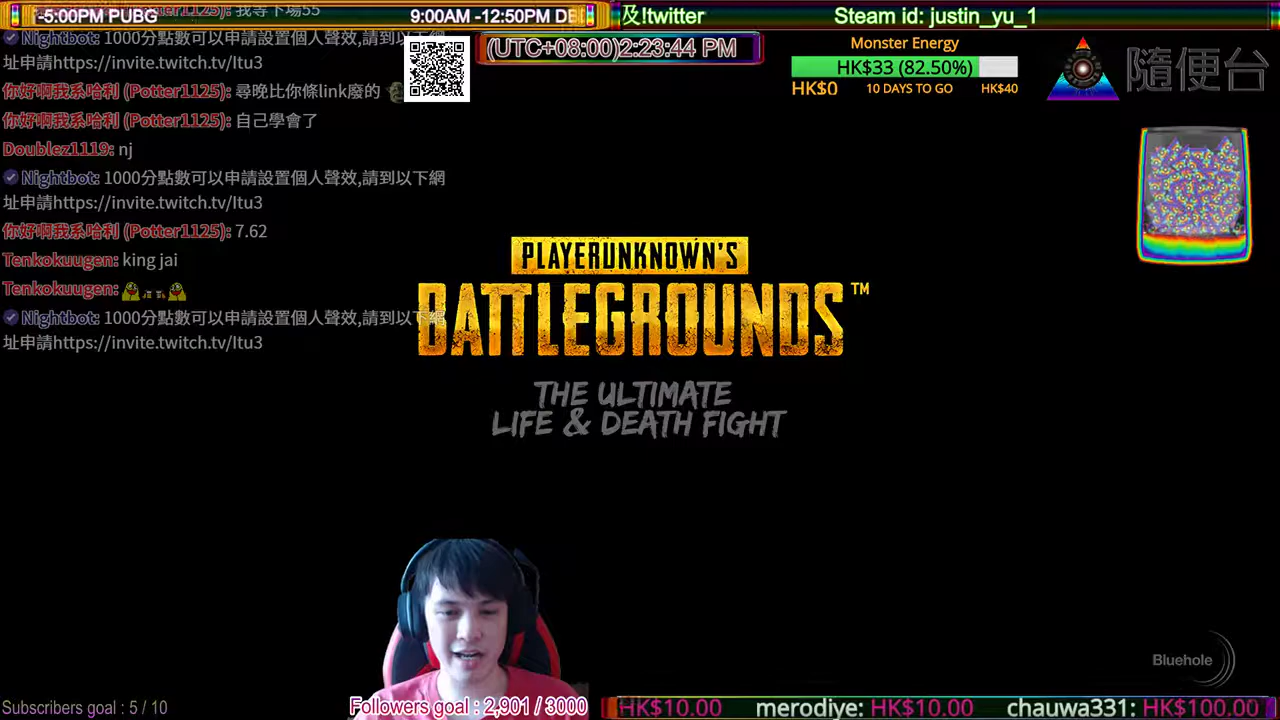 -5:00PM PUBG
9:00AM -12:50PM DB
及!twitter
Steam id: justin_yu_1
(Potter1125): 我等下場55
Nightbot: 1000分點數可以申請設置個人聲效,請到以下網
址申請https://invite.twitch.tv/ltu3
(UTC+08:00)2:23:44 PM
Monster Energy
HK$33 (82.50%)
HK$0
10 DAYS TO GO
HK$40
隨便台
你好啊我系哈利 (Potter1125): 尋晚比你條link廢的
你好啊我系哈利 (Potter1125): 自己學會了
Doublez1119: nj
Nightbot: 1000分點數可以申請設置個人聲效,請到以下網
址申請https://invite.twitch.tv/ltu3
你好啊我系哈利 (Potter1125): 7.62
Tenkokuugen: king jai
Tenkokuugen:
Nightbot: 1000分點數可以申請設置個人聲效,請到以下網
址申請https://invite.twitch.tv/ltu3
PLAYERUNKNOWN'S
BATTLEGROUNDS™
THE ULTIMATE
LIFE & DEATH FIGHT
Bluehole
Subscribers goal : 5 / 10
Followers goal : 2,901 / 3000
HK$10.00
merodiye: HK$10.00
chauwa331: HK$100.00